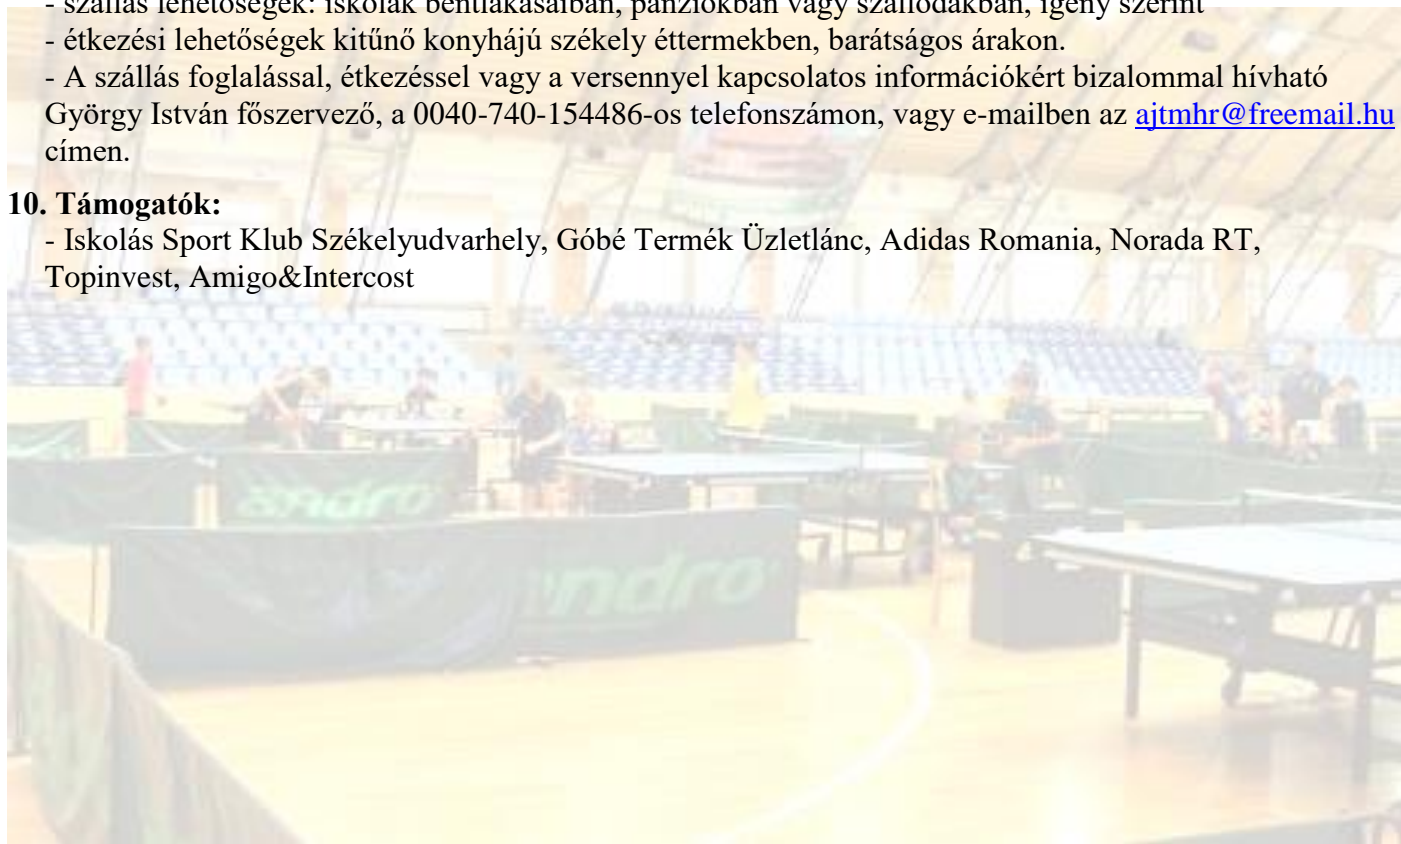 - szállás lehetőségek: iskolák bentlakásaiban, panziókban vagy szállodákban, igény szerint
- étkezési lehetőségek kitűnő konyhájú székely éttermekben, barátságos árakon.
- A szállás foglalással, étkezéssel vagy a versennyel kapcsolatos információkért bizalommal hívható
György István főszervező, a 0040-740-154486-os telefonszámon, vagy e-mailben az ajtmhr@freemail.hu
címen.
10. Támogatók:
- Iskolás Sport Klub Székelyudvarhely, Góbé Termék Üzletlánc, Adidas Romania, Norada RT,
Topinvest, Amigo&Intercost
andro
andro